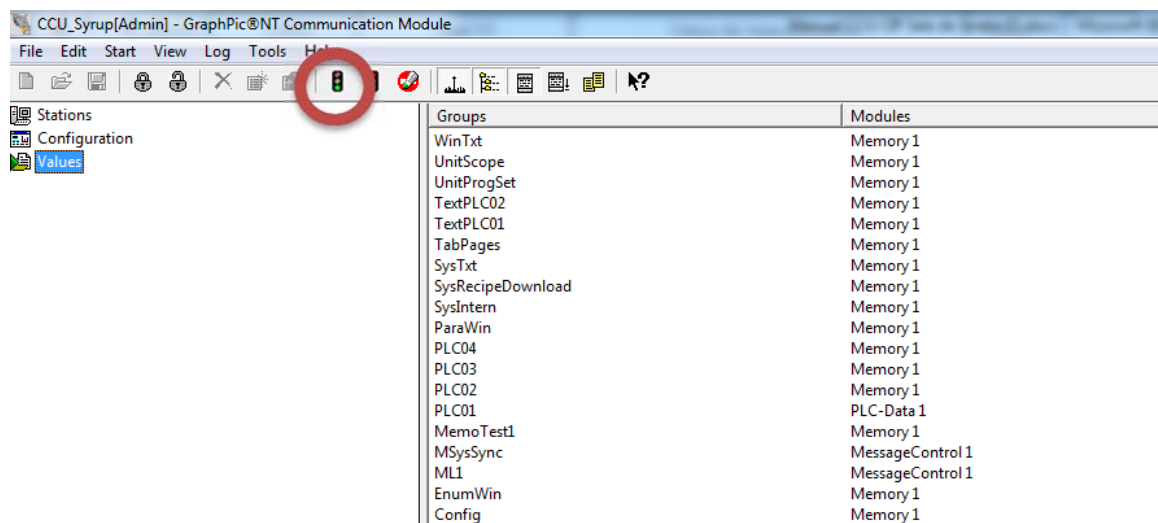 CCU_Syrup[Admin] - GraphPic®NT Communication Module
File Edit Start View Log Tools
Stations
Configuration
Values
Groups Modules
WinTxt Memory 1
UnitScope Memory 1
UnitProgSet Memory 1
TextPLC02 Memory 1
TextPLC01 Memory 1
TabPages Memory 1
SysTxt Memory 1
SysRecipeDownload Memory 1
SysIntern Memory 1
ParaWin Memory 1
PLC04 Memory 1
PLC03 Memory 1
PLC02 Memory 1
PLC01 PLC-Data 1
MemoTest1 Memory 1
MSysSync MessageControl 1
ML1 MessageControl 1
EnumWin Memory 1
Config Memory 1